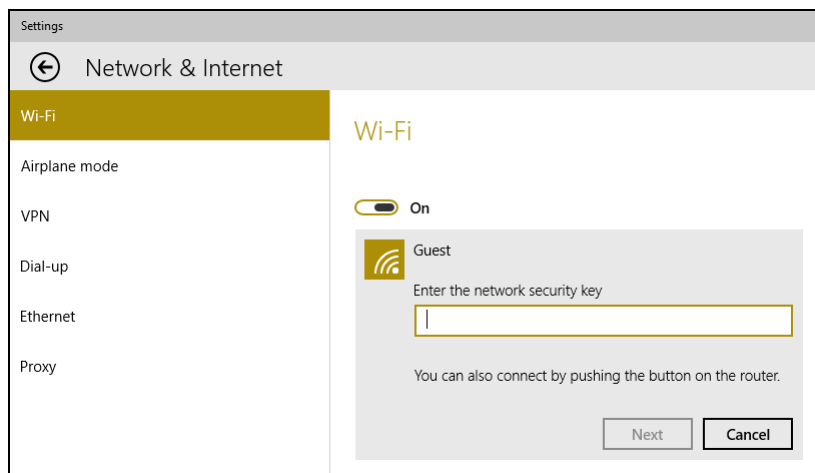 Settings
Network & Internet
Wi-Fi
Airplane mode
VPN
Dial-up
Ethernet
Proxy
Wi-Fi
On
Guest
Enter the network security key
You can also connect by pushing the button on the router.
Next
Cancel